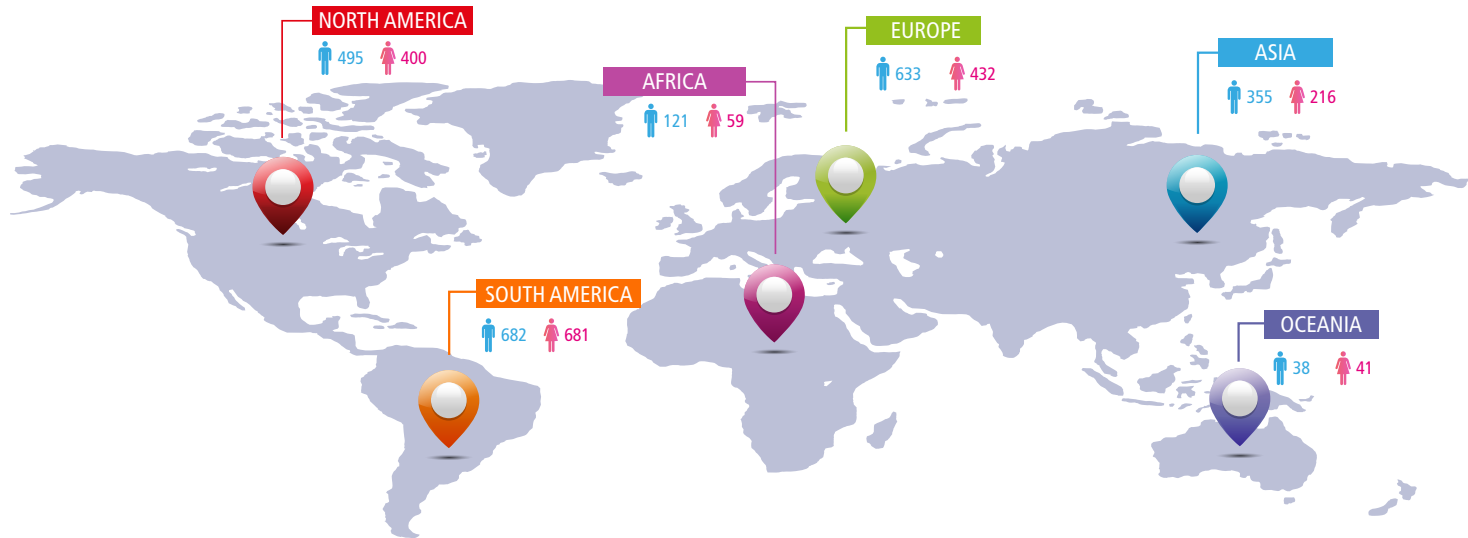 NORTH AMERICA
495 400
EUROPE
633 432
ASIA
355 216
AFRICA
121 59
SOUTH AMERICA
682 681
OCEANIA
38 41